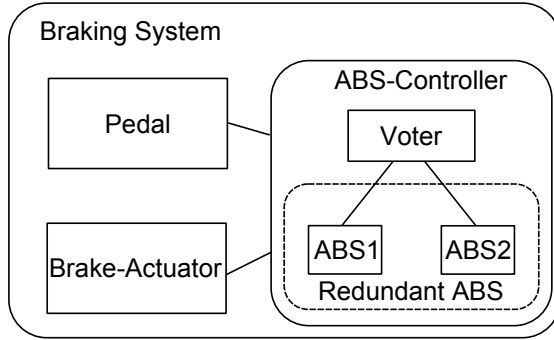 Braking System
Pedal
Brake-Actuator
ABS-Controller
Voter
ABS1
ABS2
Redundant ABS